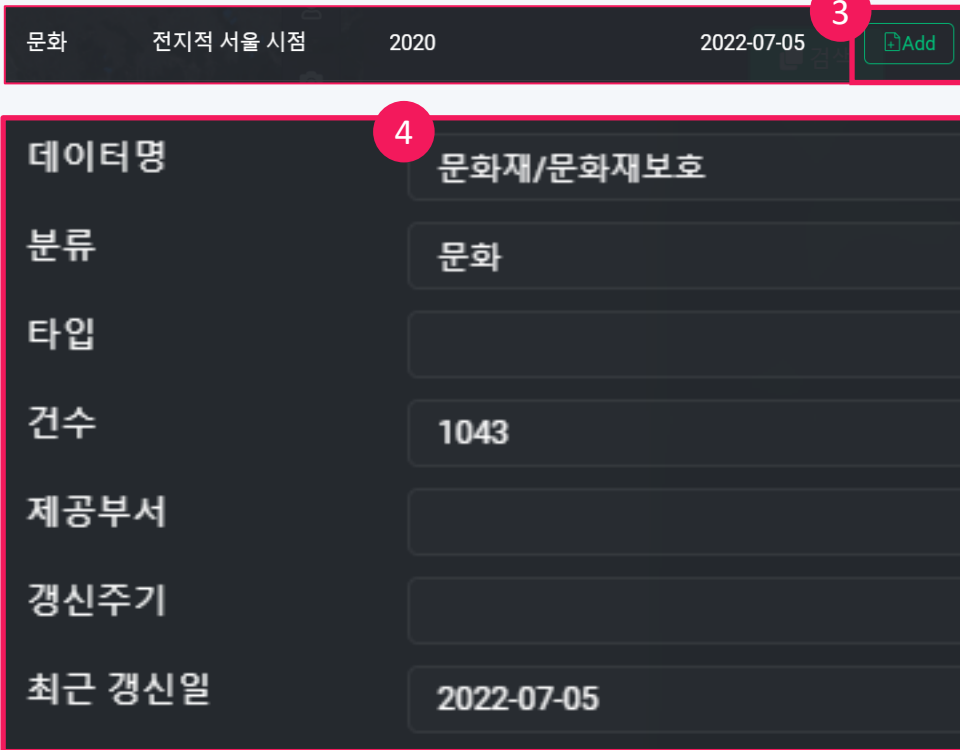 3
문화 전지적 서울 시점 2020 2022-07-05 Add
4
데이터명 문화재/문화재보호
분류 문화
타입
건수 1043
제공부서
갱신주기
최근 갱신일 2022-07-05